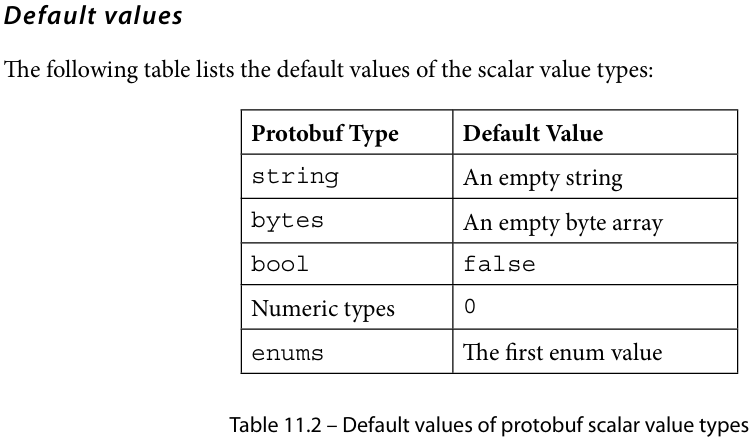 Default values
The following table lists the default values of the scalar value types:
Protobuf Type Default Value
string An empty string
bytes An empty byte array
bool false
Numeric types 0
enums The first enum value
Table 11.2 – Default values of protobuf scalar value types